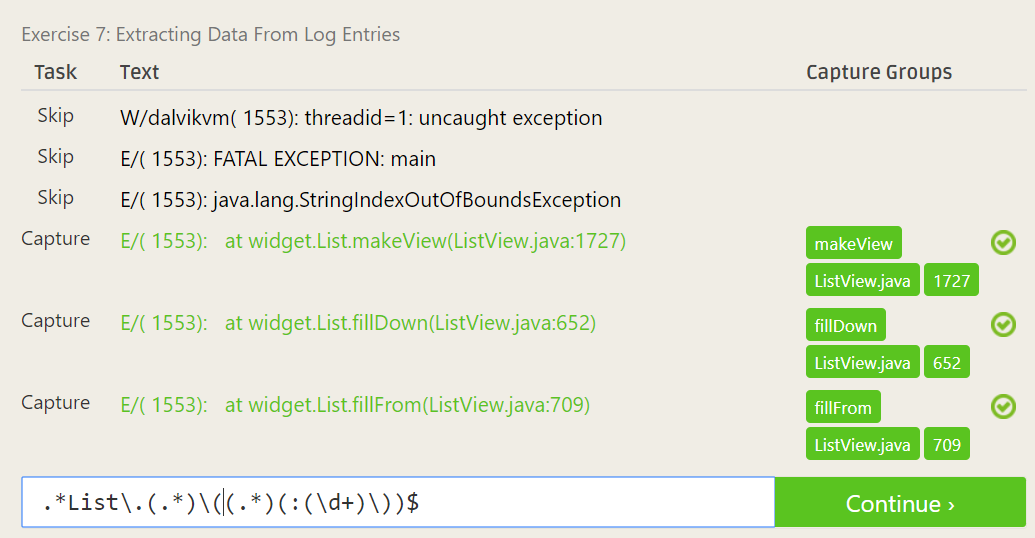 Exercise 7: Extracting Data From Log Entries
Task Text Capture Groups
Skip W/dalvikvm( 1553): threadid=1: uncaught exception
Skip E/( 1553): FATAL EXCEPTION: main
Skip E/( 1553): java.lang.StringIndexOutOfBoundsException
Capture E/( 1553):   at widget.List.makeView(ListView.java:1727) makeView
ListView.java 1727
Capture E/( 1553):   at widget.List.fillDown(ListView.java:652) fillDown
ListView.java 652
Capture E/( 1553):   at widget.List.fillFrom(ListView.java:709) fillFrom
ListView.java 709
.*List\.(.*)\((.*)(:(\d+)\))$ Continue ›